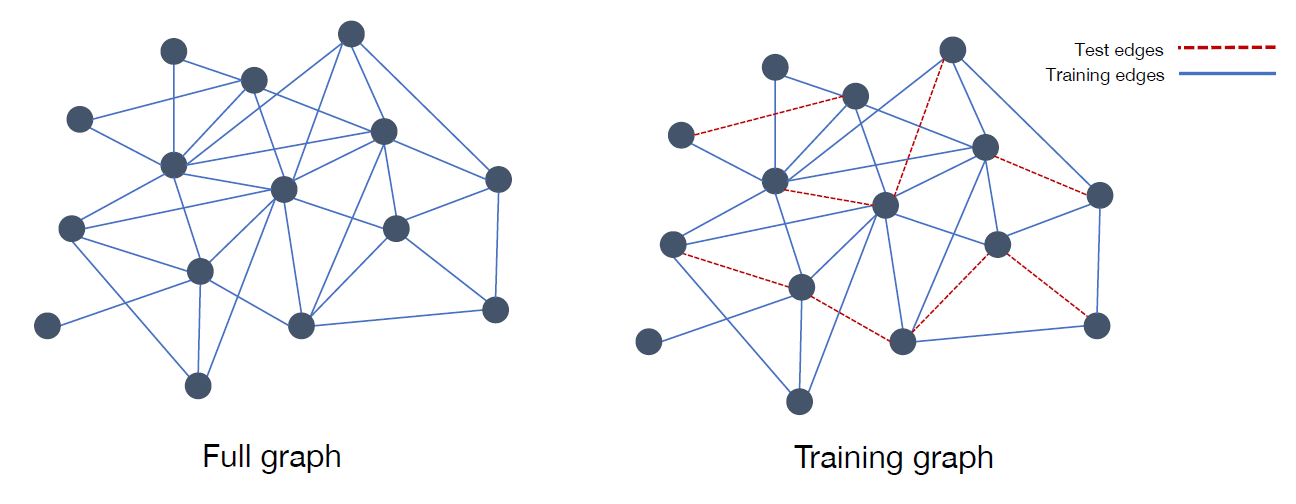 Test edges
Training edges
Full graph
Training graph